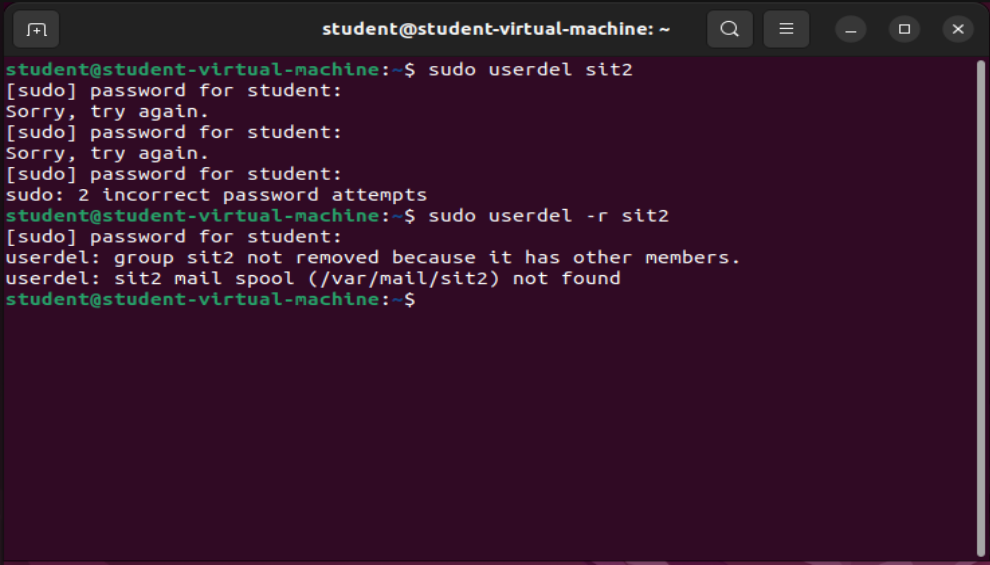 student@student-virtual-machine: ~
student@student-virtual-machine:~$ sudo userdel sit2
[sudo] password for student:
Sorry, try again.
[sudo] password for student:
Sorry, try again.
[sudo] password for student:
sudo: 2 incorrect password attempts
student@student-virtual-machine:~$ sudo userdel -r sit2
[sudo] password for student:
userdel: group sit2 not removed because it has other members.
userdel: sit2 mail spool (/var/mail/sit2) not found
student@student-virtual-machine:~$